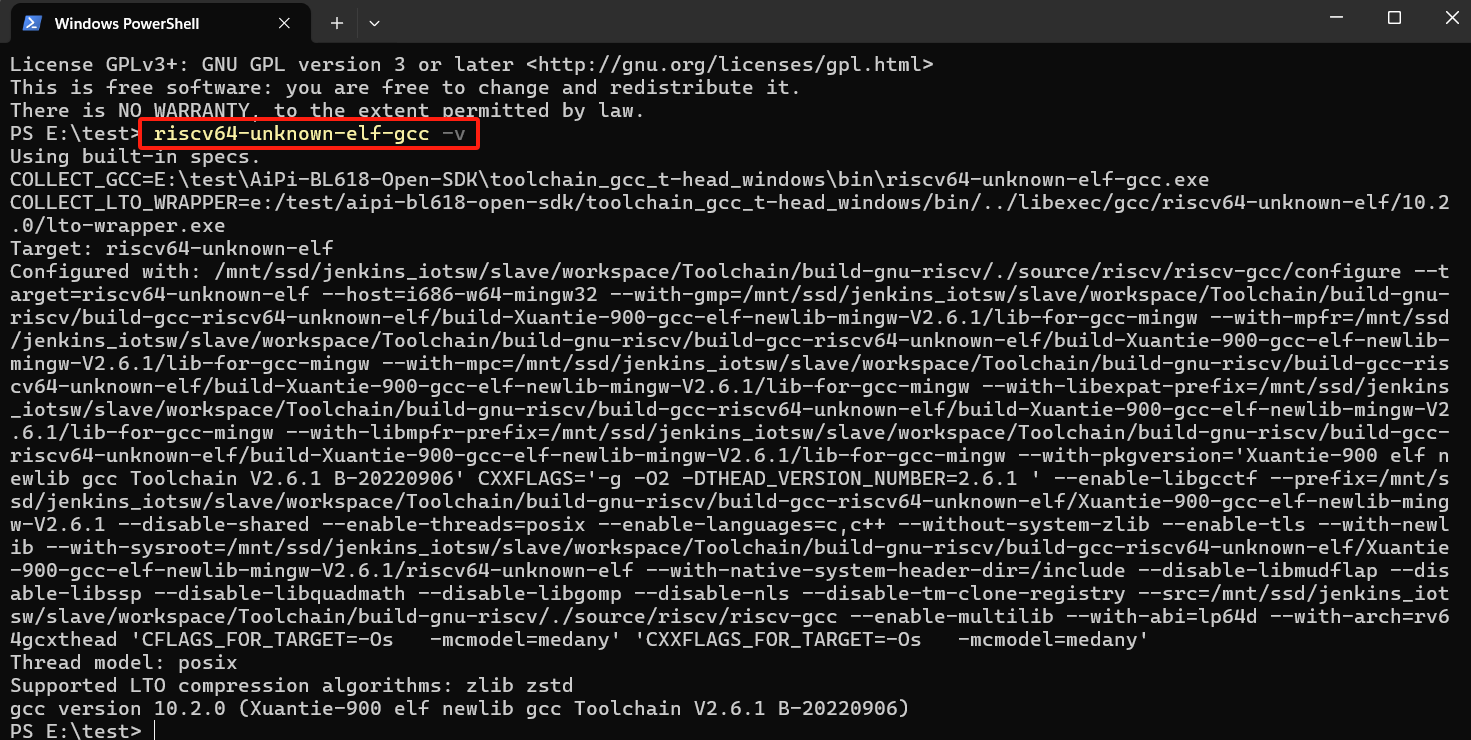 Windows PowerShell
License GPLv3+: GNU GPL version 3 or later <http://gnu.org/licenses/gpl.html>
This is free software: you are free to change and redistribute it.
There is NO WARRANTY, to the extent permitted by law.
PS E:\test> riscv64-unknown-elf-gcc -v
Using built-in specs.
COLLECT_GCC=E:\test\AiPi-BL618-Open-SDK\toolchain_gcc_t-head_windows\bin\riscv64-unknown-elf-gcc.exe
COLLECT_LTO_WRAPPER=e:/test/aipi-bl618-open-sdk/toolchain_gcc_t-head_windows/bin/../libexec/gcc/riscv64-unknown-elf/10.2
.0/lto-wrapper.exe
Target: riscv64-unknown-elf
Configured with: /mnt/ssd/jenkins_iotsw/slave/workspace/Toolchain/build-gnu-riscv/./source/riscv/riscv-gcc/configure --t
arget=riscv64-unknown-elf --host=i686-w64-mingw32 --with-gmp=/mnt/ssd/jenkins_iotsw/slave/workspace/Toolchain/build-gnu-
riscv/build-gcc-riscv64-unknown-elf/build-Xuantie-900-gcc-elf-newlib-mingw-V2.6.1/lib-for-gcc-mingw --with-mpfr=/mnt/ssd
/jenkins_iotsw/slave/workspace/Toolchain/build-gnu-riscv/build-gcc-riscv64-unknown-elf/build-Xuantie-900-gcc-elf-newlib-
mingw-V2.6.1/lib-for-gcc-mingw --with-mpc=/mnt/ssd/jenkins_iotsw/slave/workspace/Toolchain/build-gnu-riscv/build-gcc-ris
cv64-unknown-elf/build-Xuantie-900-gcc-elf-newlib-mingw-V2.6.1/lib-for-gcc-mingw --with-libexpat-prefix=/mnt/ssd/jenkins
_iotsw/slave/workspace/Toolchain/build-gnu-riscv/build-gcc-riscv64-unknown-elf/build-Xuantie-900-gcc-elf-newlib-mingw-V2
.6.1/lib-for-gcc-mingw --with-libmpfr-prefix=/mnt/ssd/jenkins_iotsw/slave/workspace/Toolchain/build-gnu-riscv/build-gcc-
riscv64-unknown-elf/build-Xuantie-900-gcc-elf-newlib-mingw-V2.6.1/lib-for-gcc-mingw --with-pkgversion='Xuantie-900 elf n
ewlib gcc Toolchain V2.6.1 B-20220906' CXXFLAGS='-g -O2 -DTHEAD_VERSION_NUMBER=2.6.1 ' --enable-libgcctf --prefix=/mnt/s
sd/jenkins_iotsw/slave/workspace/Toolchain/build-gnu-riscv/build-gcc-riscv64-unknown-elf/Xuantie-900-gcc-elf-newlib-ming
w-V2.6.1 --disable-shared --enable-threads=posix --enable-languages=c,c++ --without-system-zlib --enable-tls --with-newl
ib --with-sysroot=/mnt/ssd/jenkins_iotsw/slave/workspace/Toolchain/build-gnu-riscv/build-gcc-riscv64-unknown-elf/Xuantie
-900-gcc-elf-newlib-mingw-V2.6.1/riscv64-unknown-elf --with-native-system-header-dir=/include --disable-libmudflap --dis
able-libssp --disable-libquadmath --disable-libgomp --disable-nls --disable-tm-clone-registry --src=/mnt/ssd/jenkins_iot
sw/slave/workspace/Toolchain/build-gnu-riscv/./source/riscv/riscv-gcc --enable-multilib --with-abi=lp64d --with-arch=rv6
4gcxthead 'CFLAGS_FOR_TARGET=-Os   -mcmodel=medany' 'CXXFLAGS_FOR_TARGET=-Os   -mcmodel=medany'
Thread model: posix
Supported LTO compression algorithms: zlib zstd
gcc version 10.2.0 (Xuantie-900 elf newlib gcc Toolchain V2.6.1 B-20220906)
PS E:\test>